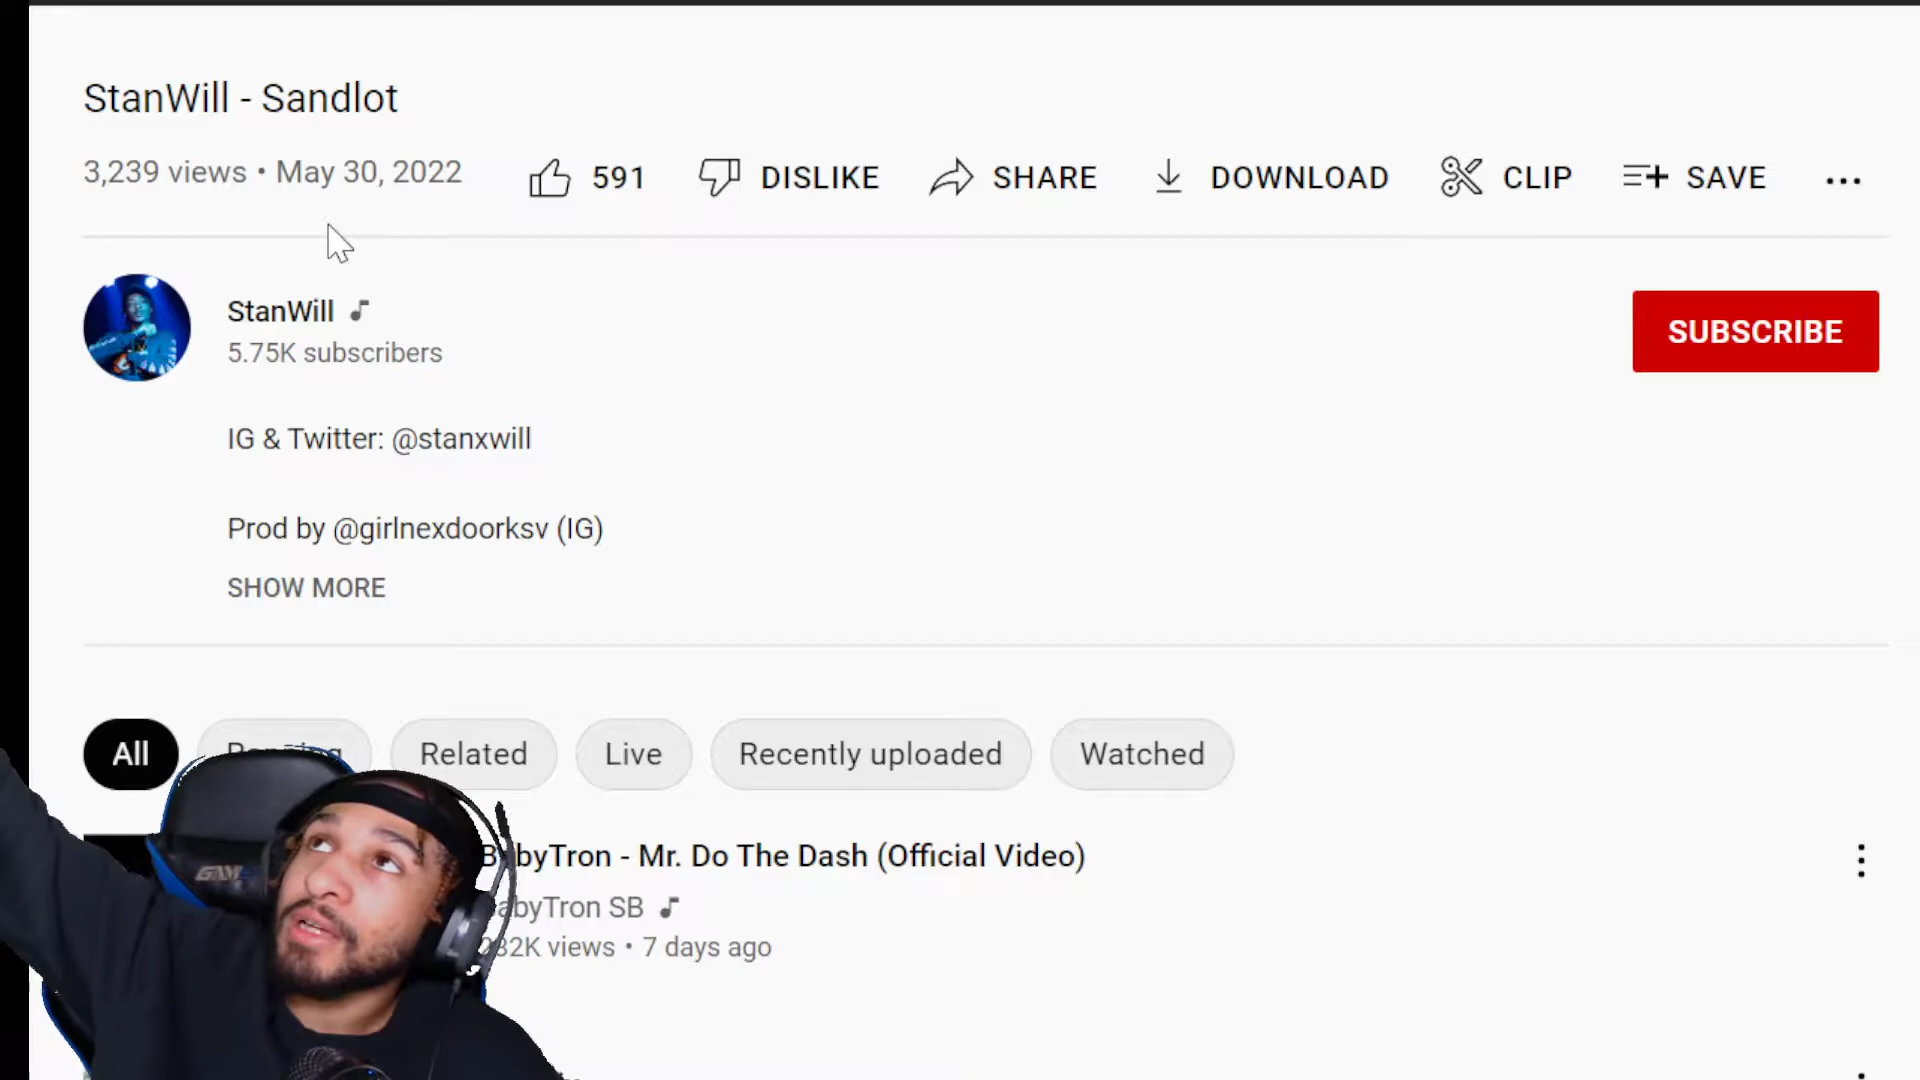 StanWill - Sandlot
3,239 views • May 30, 2022
591
DISLIKE
SHARE
DOWNLOAD
CLIP
SAVE
StanWill
5.75K subscribers
SUBSCRIBE
IG & Twitter: @stanxwill
Prod by @girlnexdoorksv (IG)
SHOW MORE
All
Related
Live
Recently uploaded
Watched
BabyTron - Mr. Do The Dash (Official Video)
BabyTron SB
views • 7 days ago